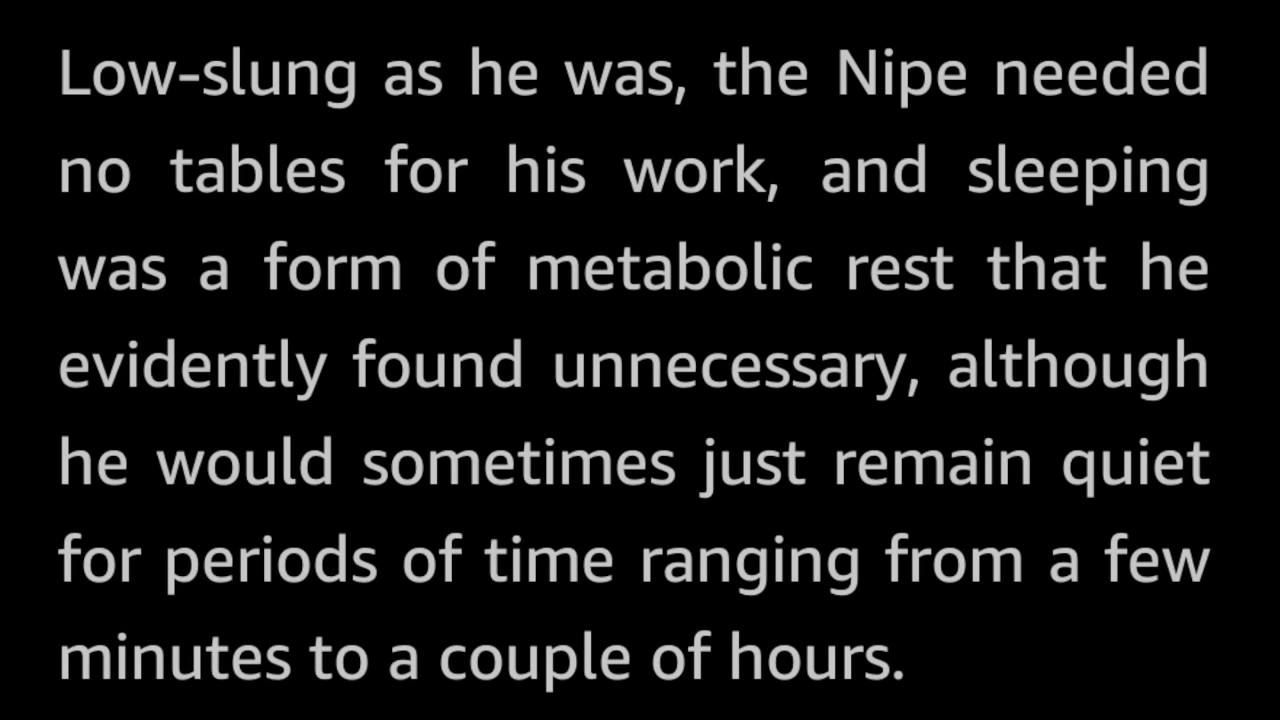 Low-slung as he was, the Nipe needed
no tables for his work, and sleeping
was a form of metabolic rest that he
evidently found unnecessary, although
he would sometimes just remain quiet
for periods of time ranging from a few
minutes to a couple of hours.